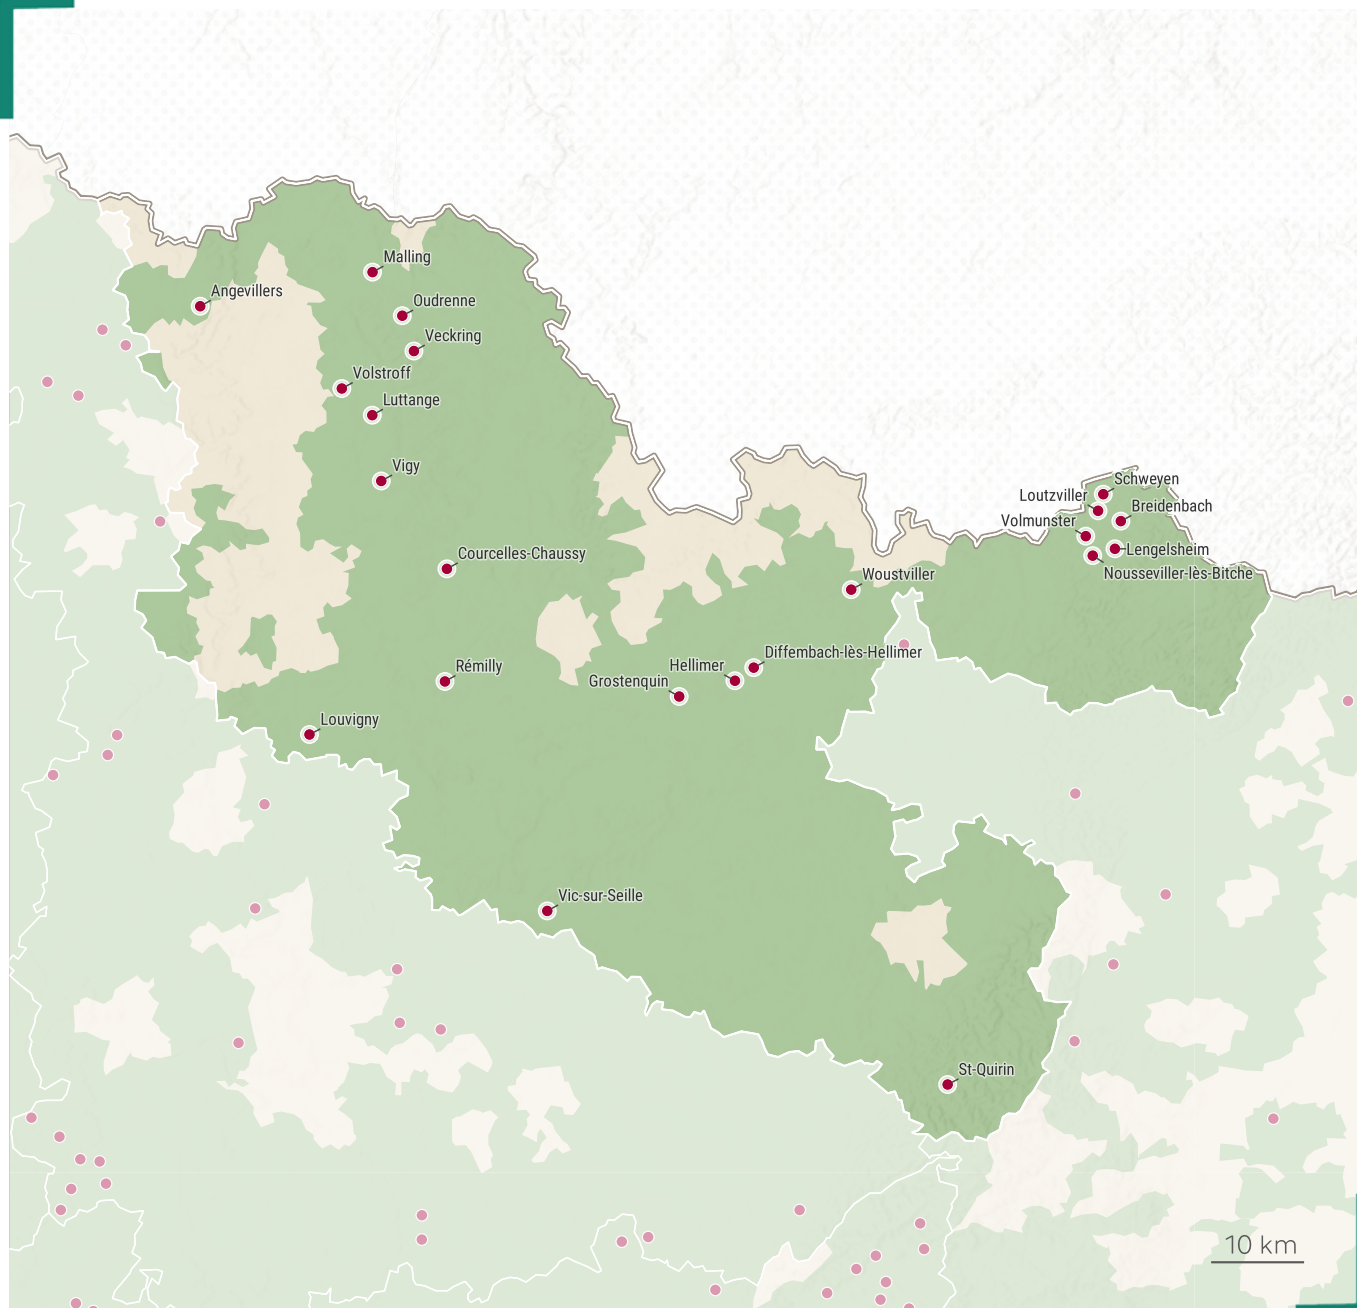 Malling
Angevillers
Oudrenne
Veckring
Volstroff
Luttange
Vigy
Schweyen
Loutzviller
Breidenbach
Volmunster
Lengelsheim
Courcelles-Chaussy
Nousseviller-lès-Bitche
Woustviller
Diffembach-lès-Hellimer
Rémilly
Hellimer
Grostenquin
Louvigny
Vic-sur-Seille
St-Quirin
10 km